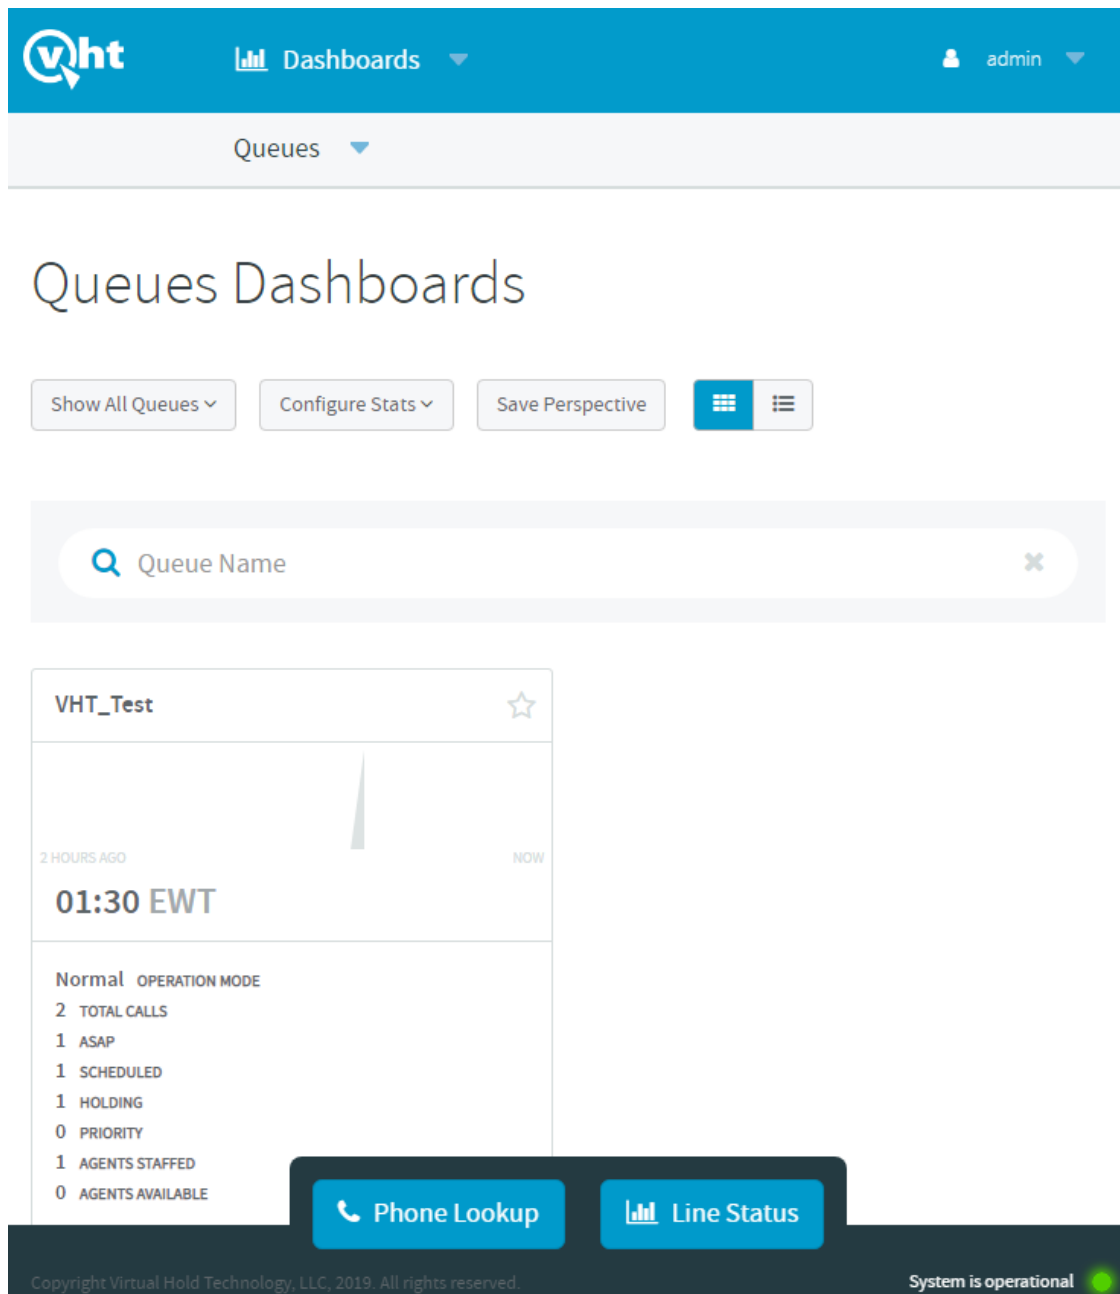 vht
Dashboards
admin
Queues
Queues Dashboards
Show All Queues
Configure Stats
Save Perspective
Queue Name
VHT_Test
2 HOURS AGO
NOW
01:30 EWT
Normal OPERATION MODE
2 TOTAL CALLS
1 ASAP
1 SCHEDULED
1 HOLDING
0 PRIORITY
1 AGENTS STAFFED
0 AGENTS AVAILABLE
Phone Lookup
Line Status
Copyright Virtual Hold Technology, LLC, 2019. All rights reserved.
System is operational